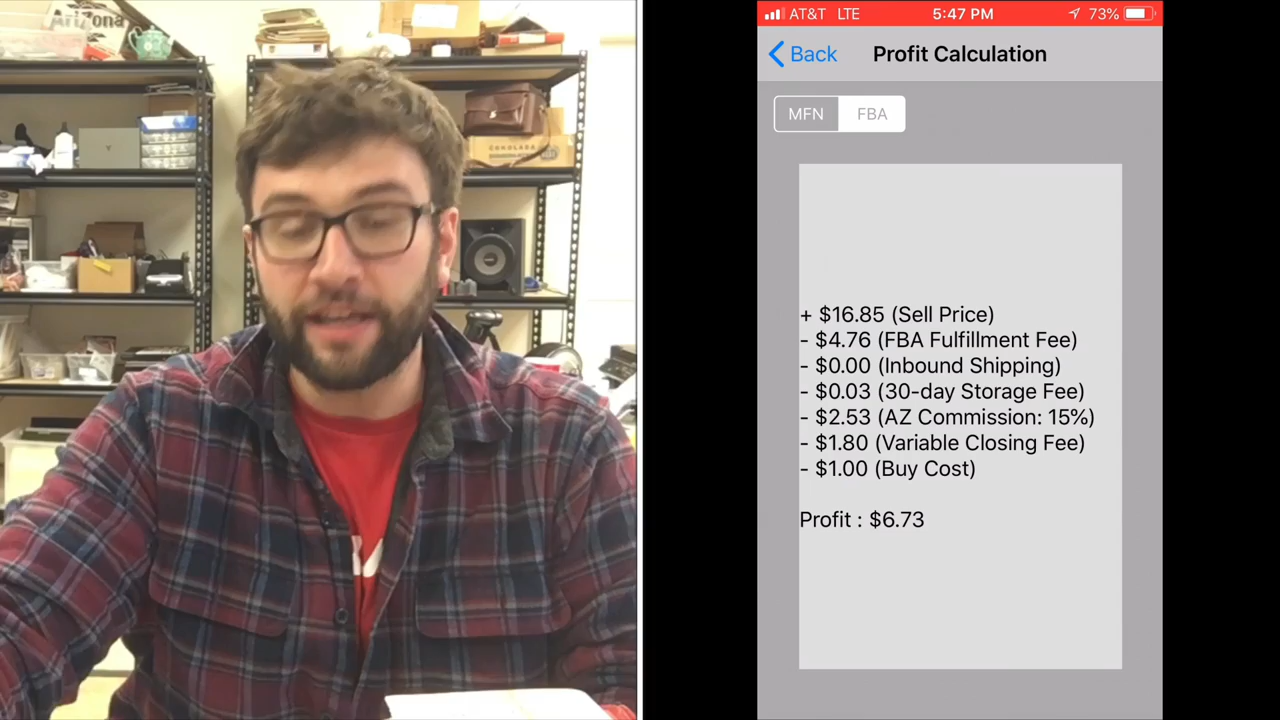 Arizona
COKOLADA
AT&T LTE 5:47 PM 73%
Back Profit Calculation
MFN FBA
+ $16.85 (Sell Price)
- $4.76 (FBA Fulfillment Fee)
- $0.00 (Inbound Shipping)
- $0.03 (30-day Storage Fee)
- $2.53 (AZ Commission: 15%)
- $1.80 (Variable Closing Fee)
- $1.00 (Buy Cost)
Profit : $6.73